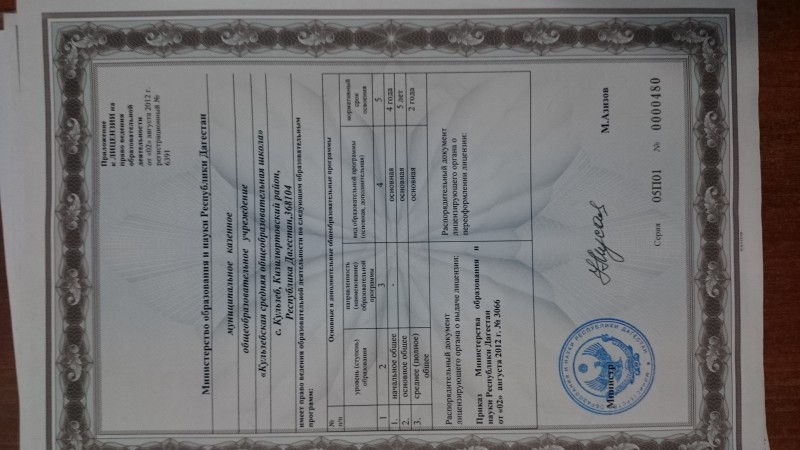 Приложение
к ЛИЦЕНЗИИ на
право ведения
образовательной
деятельности
от «02» августа 2012 г.
регистрационный №
6391
Министерство образования и науки Республики Дагестан
муниципальное казенное
общеобразовательное учреждение
«Кульзебская средняя общеобразовательная школа»
с. Кульзеб, Кизилюртовский район,
Республика Дагестан,368104
имеет право ведения образовательной деятельности по следующим образовательным
программ:
Основные и дополнительные общеобразовательные программы
№ п/п
уровень (ступень) образования
направленность (наименование) образовательной программы
вид образовательной программы (основная, дополнительная)
нормативный срок освоения
1 2 3 4 5
1. начальное общее - основная 4 года
2. основное общее основная 5 лет
3. среднее (полное) общее основная 2 года
Распорядительный документ
лицензирующего органа о выдаче лицензии:
Приказ Министерства образования и
науки Республики Дагестан
от «02» августа 2012 г. № 3066
Распорядительный документ
лицензирующего органа о
переоформлении лицензии:
Министр
М.Азизов
Серия 05П01 № 0000480